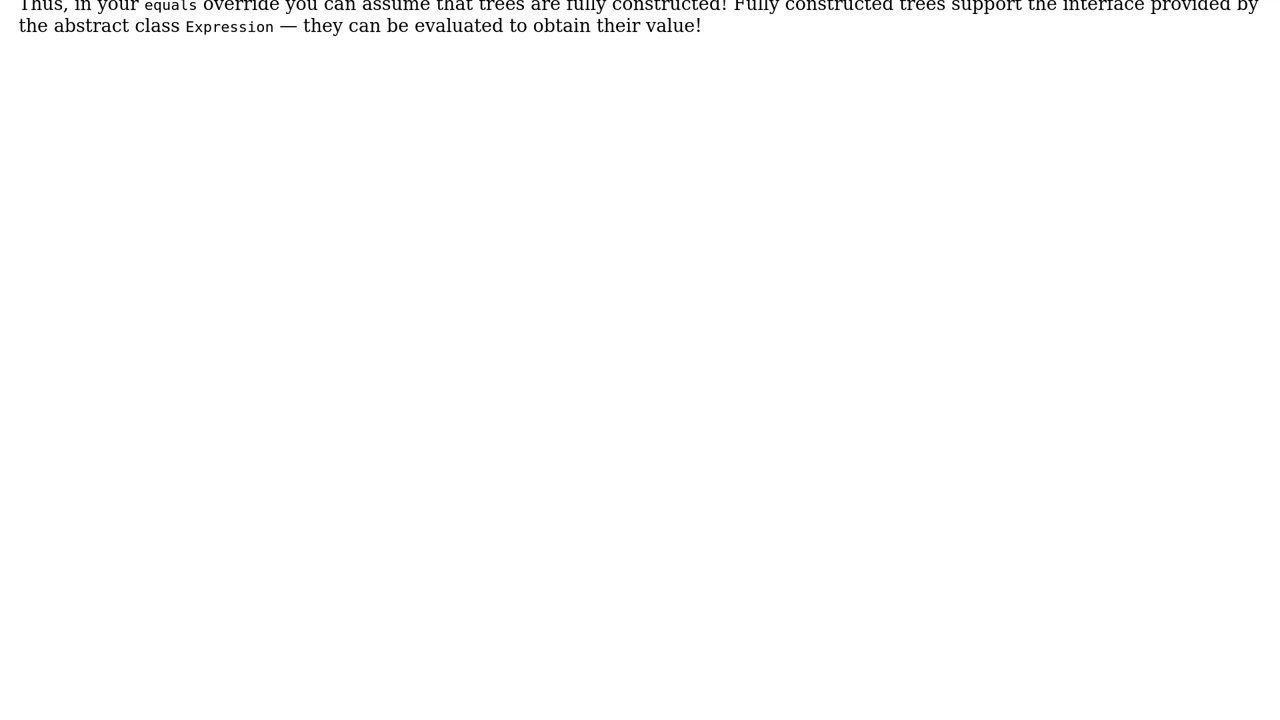 Thus, in your equals override you can assume that trees are fully constructed! Fully constructed trees support the interface provided by
the abstract class Expression — they can be evaluated to obtain their value!